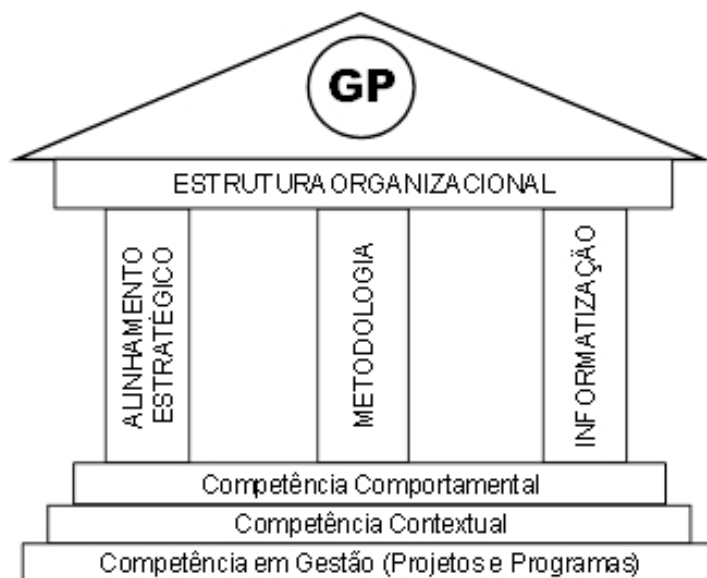 GP
ESTRUTURA ORGANIZACIONAL
ALINHAMENTO
ESTRATÉGICO
METODOLOGIA
INFORMATIZAÇÃO
Competência Comportamental
Competência Contextual
Competência em Gestão (Projetos e Programas)